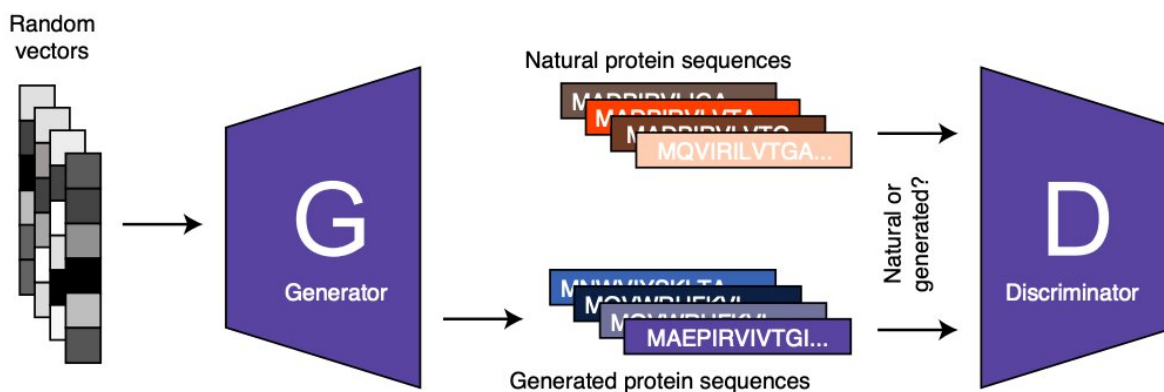 Random
vectors
G
Generator
Natural protein sequences
MQVIRILVTGA...
MAEPIRVIVTGI...
Generated protein sequences
Natural or
generated?
D
Discriminator